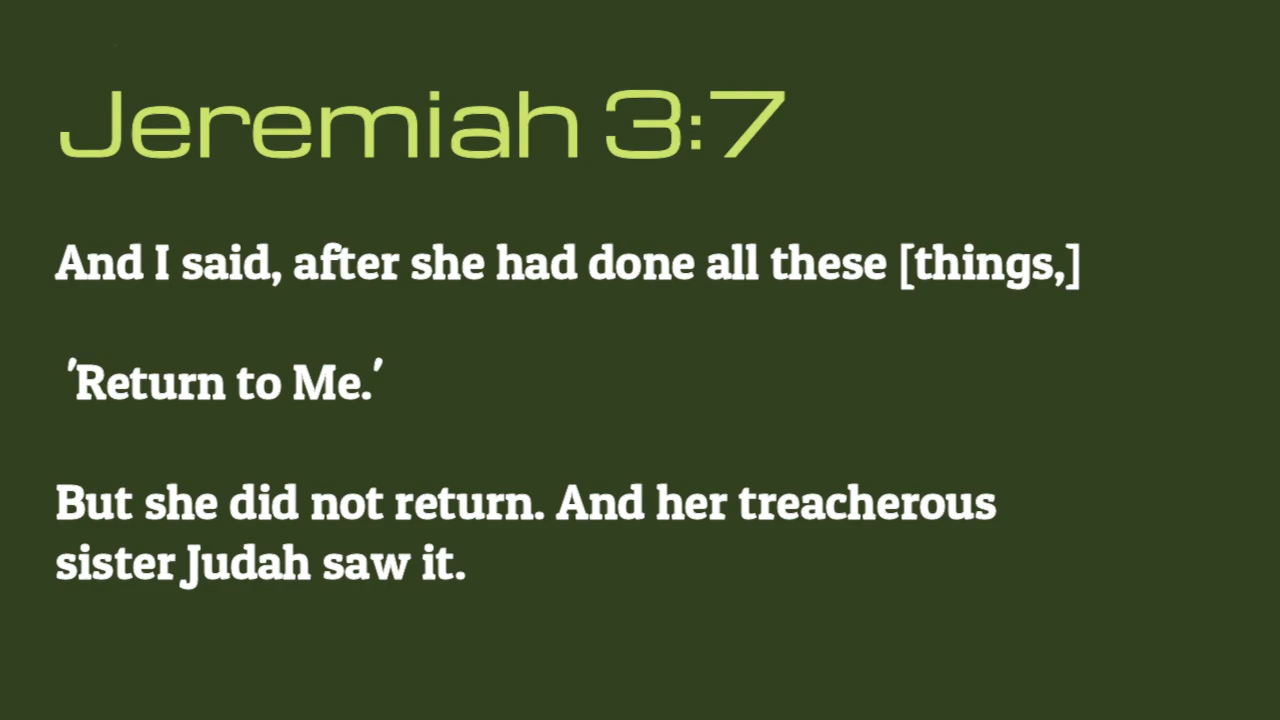 Jeremiah 3:7
And I said, after she had done all these [things,]
'Return to Me.'
But she did not return. And her treacherous
sister Judah saw it.